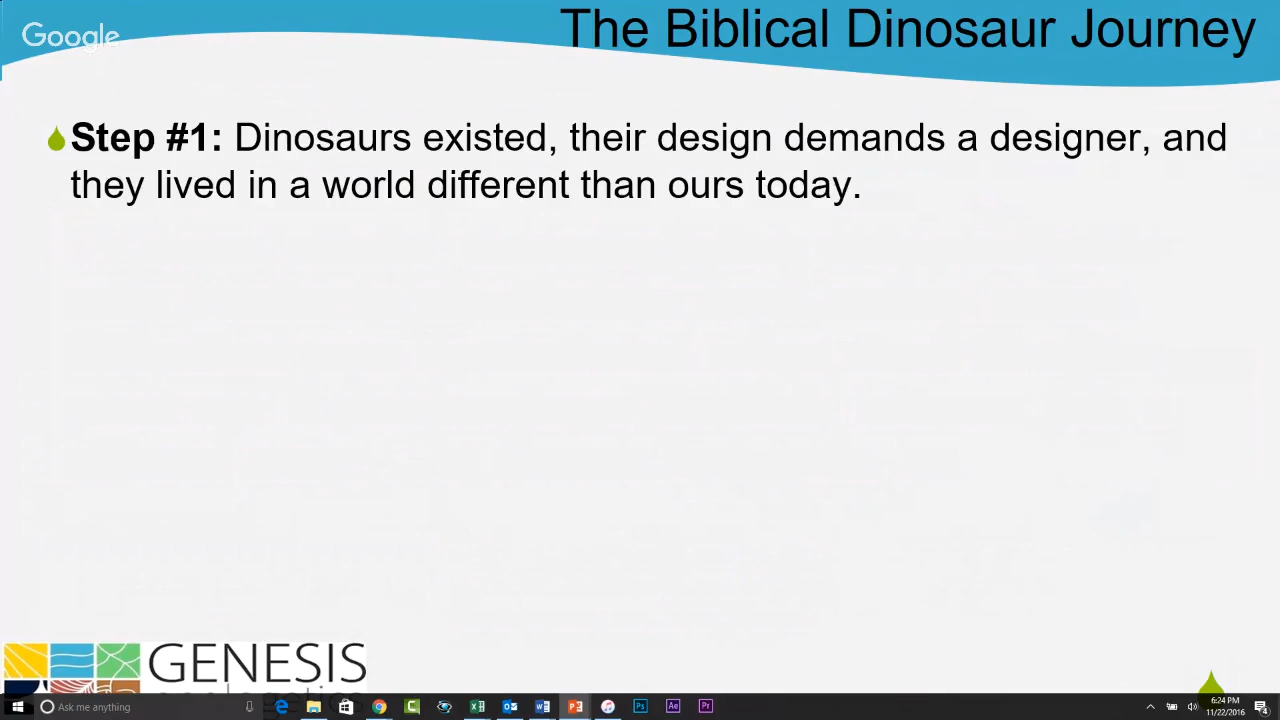 Google
The Biblical Dinosaur Journey
Step #1: Dinosaurs existed, their design demands a designer, and
they lived in a world different than ours today.
GENESIS
Ask me anything
6:24 PM
11/22/2016